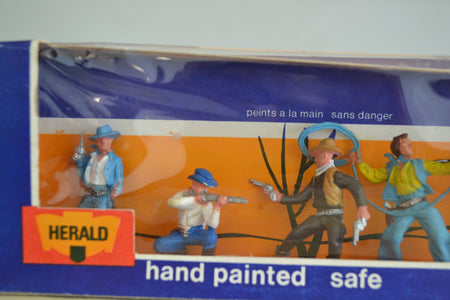 peints a la main sans danger
HERALD
hand painted safe